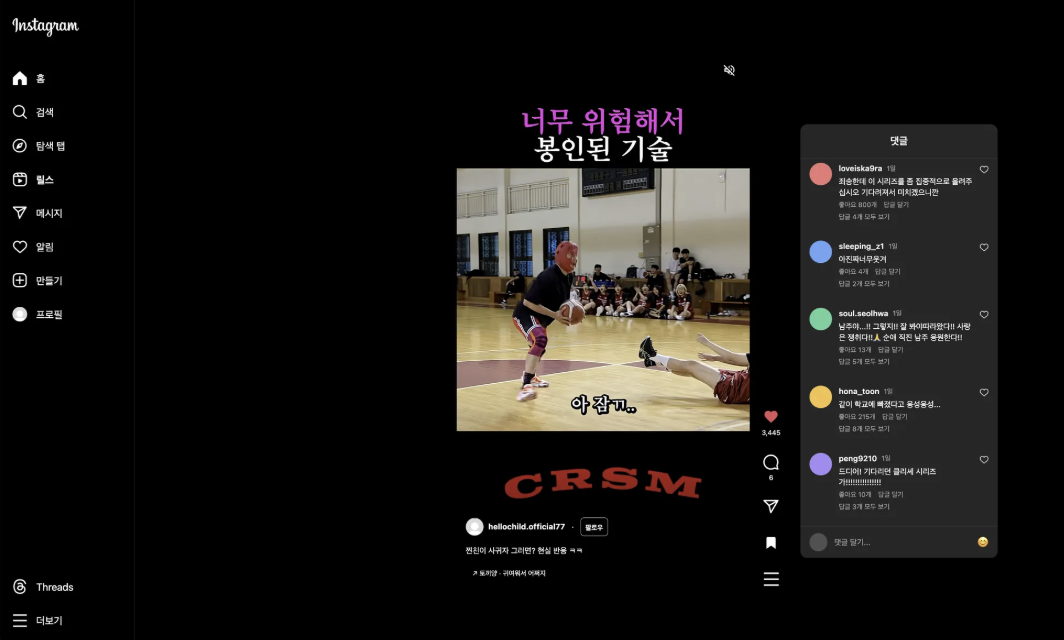 Instagram
홈
검색
탐색 탭
릴스
메시지
알림
만들기
프로필
Threads
더보기
너무 위험해서
봉인된 기술
아 잠ㄲ..
CRSM
hellochild.official77 · 팔로우
찐친이 사귀자 그러면? 현실 반응 ㅋㅋ
↗ 토끼양 · 귀여워서 어쩌지
3,445
6
댓글
loveiska9ra 1일
죄송한데 이 시리즈를 좀 집중적으로 올려주
십시오 기다려져서 미치겠으니깐
좋아요 800개 답글 달기
답글 4개 모두 보기
sleeping_z1 1일
아진짜너무웃겨
좋아요 4개 답글 달기
답글 2개 모두 보기
soul.seolhwa 1일
남주야...!! 그렇지!! 잘 봐야따라왔다!! 사랑
은 쟁취다!!🙏 순애 직진 남주 응원한다!!
좋아요 13개 답글 달기
답글 5개 모두 보기
hona_toon 1일
같이 학교에 빠졌다고 웅성웅성...
좋아요 215개 답글 달기
답글 8개 모두 보기
peng9210 1일
드디어! 기다리던 클리셰 시리즈
가!!!!!!!!!!!!!!!
좋아요 10개 답글 달기
답글 3개 모두 보기
댓글 달기...